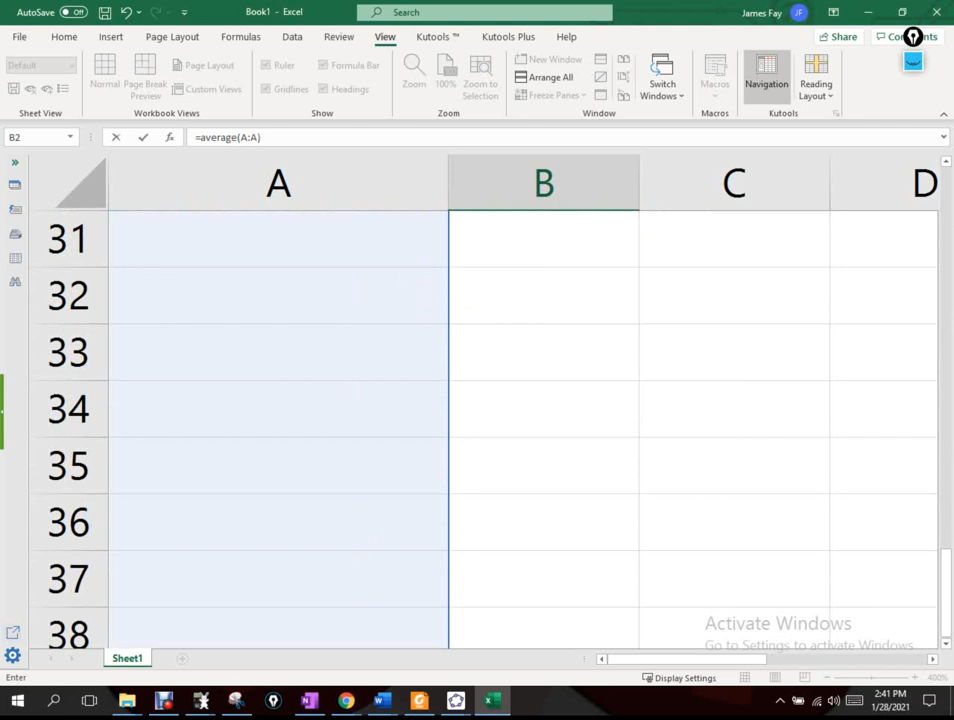 AutoSave Off Book1 - Excel Search James Fay JF
File Home Insert Page Layout Formulas Data Review View Kutools ™ Kutools Plus Help Share
Default Normal Page Break Preview Page Layout Custom Views
Sheet View Workbook Views
Ruler Formula Bar
Gridlines Headings
Show
Zoom 100% Zoom to Selection
Zoom
New Window
Arrange All
Freeze Panes
Switch Windows
Window
Macros
Macros
Navigation Reading Layout
Kutools
B2 =average(A:A)
A B C D
31
32
33
34
35
36
37
38
Activate Windows
Go to Settings to activate Windows.
Sheet1
Enter Display Settings 400%
2:41 PM
1/28/2021